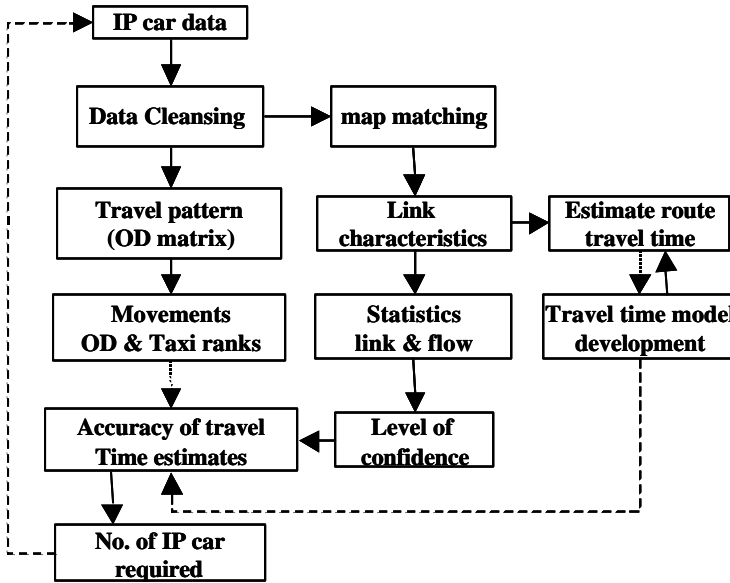 IP car data
Data Cleansing
map matching
Travel pattern
(OD matrix)
Link
characteristics
Estimate route
travel time
Movements
OD & Taxi ranks
Statistics
link & flow
Travel time model
development
Accuracy of travel
Time estimates
Level of
confidence
No. of IP car
required